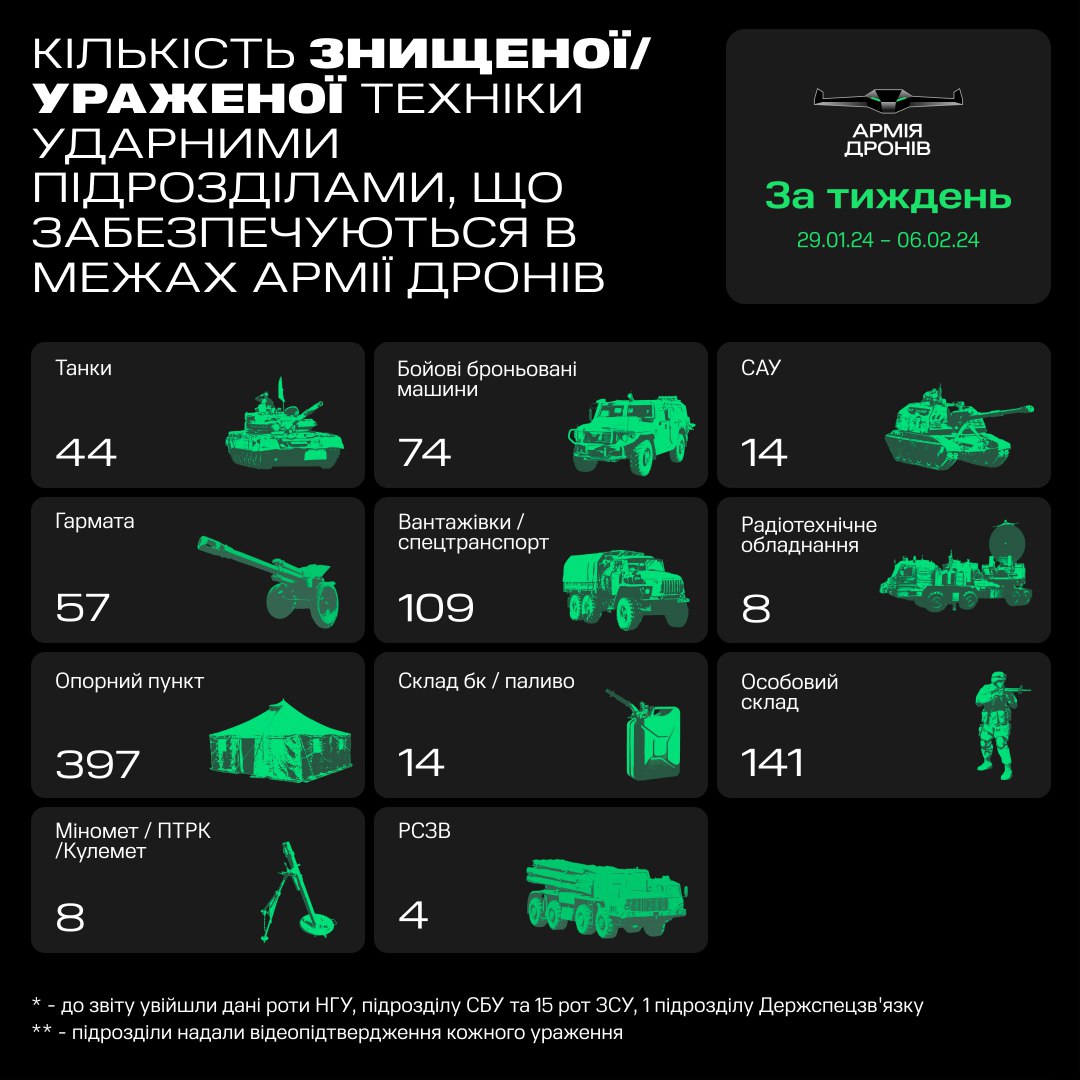 КІЛЬКІСТЬ ЗНИЩЕНОЇ/
УРАЖЕНОЇ ТЕХНІКИ
УДАРНИМИ
ПІДРОЗДІЛАМИ, ЩО
ЗАБЕЗПЕЧУЮТЬСЯ В
МЕЖАХ АРМІЇ ДРОНІВ
АРМІЯ
ДРОНІВ
За тиждень
29.01.24 – 06.02.24
Танки
44
Бойові броньовані
машини
74
САУ
14
Гармата
57
Вантажівки /
спецтранспорт
109
Радіотехнічне
обладнання
8
Опорний пункт
397
Склад бк / паливо
14
Особовий
склад
141
Міномет / ПТРК
/Кулемет
8
РСЗВ
4
* - до звіту увійшли дані роти НГУ, підрозділу СБУ та 15 рот ЗСУ, 1 підрозділу Держспецзв'язку
** - підрозділи надали відеопідтвердження кожного ураження